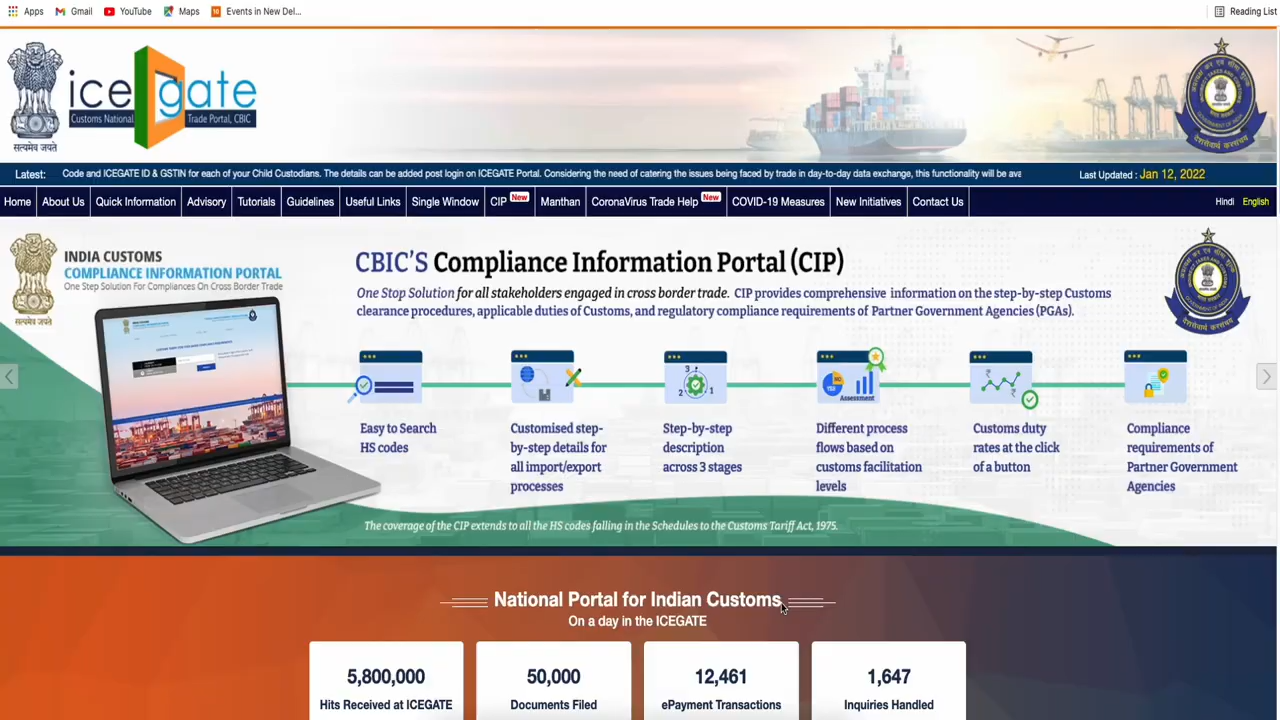 Apps Gmail YouTube Maps Events in New Del... Reading List
ice gate
Customs National Trade Portal, CBIC
सत्यमेव जयते
Latest: Code and ICEGATE ID & GSTIN for each of your Child Custodians. The details can be added post login on ICEGATE Portal. Considering the need of catering the issues being faced by trade in day-to-day data exchange, this functionality will be ava Last Updated : Jan 12, 2022
Home About Us Quick Information Advisory Tutorials Guidelines Useful Links Single Window CIP New Manthan CoronaVirus Trade Help New COVID-19 Measures New Initiatives Contact Us Hindi English
INDIA CUSTOMS
COMPLIANCE INFORMATION PORTAL
One Step Solution For Compliances On Cross Border Trade
CBIC'S Compliance Information Portal (CIP)
One Stop Solution for all stakeholders engaged in cross border trade. CIP provides comprehensive information on the step-by-step Customs
clearance procedures, applicable duties of Customs, and regulatory compliance requirements of Partner Government Agencies (PGAs).
3
2 1
Assessment
Easy to Search
HS codes
Customised step-
by-step details for
all import/export
processes
Step-by-step
description
across 3 stages
Different process
flows based on
customs facilitation
levels
Customs duty
rates at the click
of a button
Compliance
requirements of
Partner Government
Agencies
The coverage of the CIP extends to all the HS codes falling in the Schedules to the Customs Tariff Act, 1975.
National Portal for Indian Customs
On a day in the ICEGATE
5,800,000
Hits Received at ICEGATE
50,000
Documents Filed
12,461
ePayment Transactions
1,647
Inquiries Handled